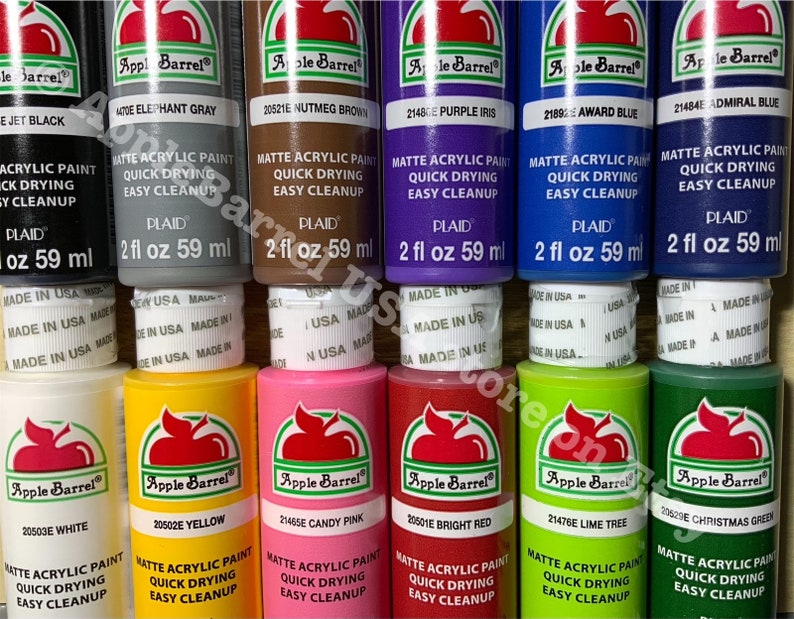 Apple Barrel®
E JET BLACK
MATTE ACRYLIC PAINT
QUICK DRYING
EASY CLEANUP
PLAID®
fl oz 59 ml
Apple Barrel®
4470E ELEPHANT GRAY
MATTE ACRYLIC PAINT
QUICK DRYING
EASY CLEANUP
PLAID®
2 fl oz 59 ml
Apple Barrel®
20521E NUTMEG BROWN
MATTE ACRYLIC PAINT
QUICK DRYING
EASY CLEANUP
PLAID®
2 fl oz 59 ml
Apple Barrel®
21480E PURPLE IRIS
MATTE ACRYLIC PAINT
QUICK DRYING
EASY CLEANUP
PLAID®
2 fl oz 59 ml
Apple Barrel®
21892E AWARD BLUE
MATTE ACRYLIC PAINT
QUICK DRYING
EASY CLEANUP
PLAID®
2 fl oz 59 ml
Apple Barrel®
21484E ADMIRAL BLUE
MATTE ACRYLIC PAINT
QUICK DRYING
EASY CLEANUP
PLAID®
2 fl oz 59 ml
MADE IN USA
MADE IN USA
MADE IN USA
MADE IN USA
MADE IN USA
MADE IN USA
Apple Barrel®
20503E WHITE
MATTE ACRYLIC PAINT
QUICK DRYING
EASY CLEANUP
Apple Barrel®
20502E YELLOW
MATTE ACRYLIC PAINT
QUICK DRYING
EASY CLEANUP
Apple Barrel®
21465E CANDY PINK
MATTE ACRYLIC PAINT
QUICK DRYING
EASY CLEANUP
Apple Barrel®
20501E BRIGHT RED
MATTE ACRYLIC PAINT
QUICK DRYING
EASY CLEANUP
Apple Barrel®
21476E LIME TREE
MATTE ACRYLIC PAINT
QUICK DRYING
EASY CLEANUP
Apple Barrel®
20529E CHRISTMAS GREEN
MATTE ACRYLIC PAINT
QUICK DRYING
EASY CLEANUP
© Apple Barrel USA Store on Etsy